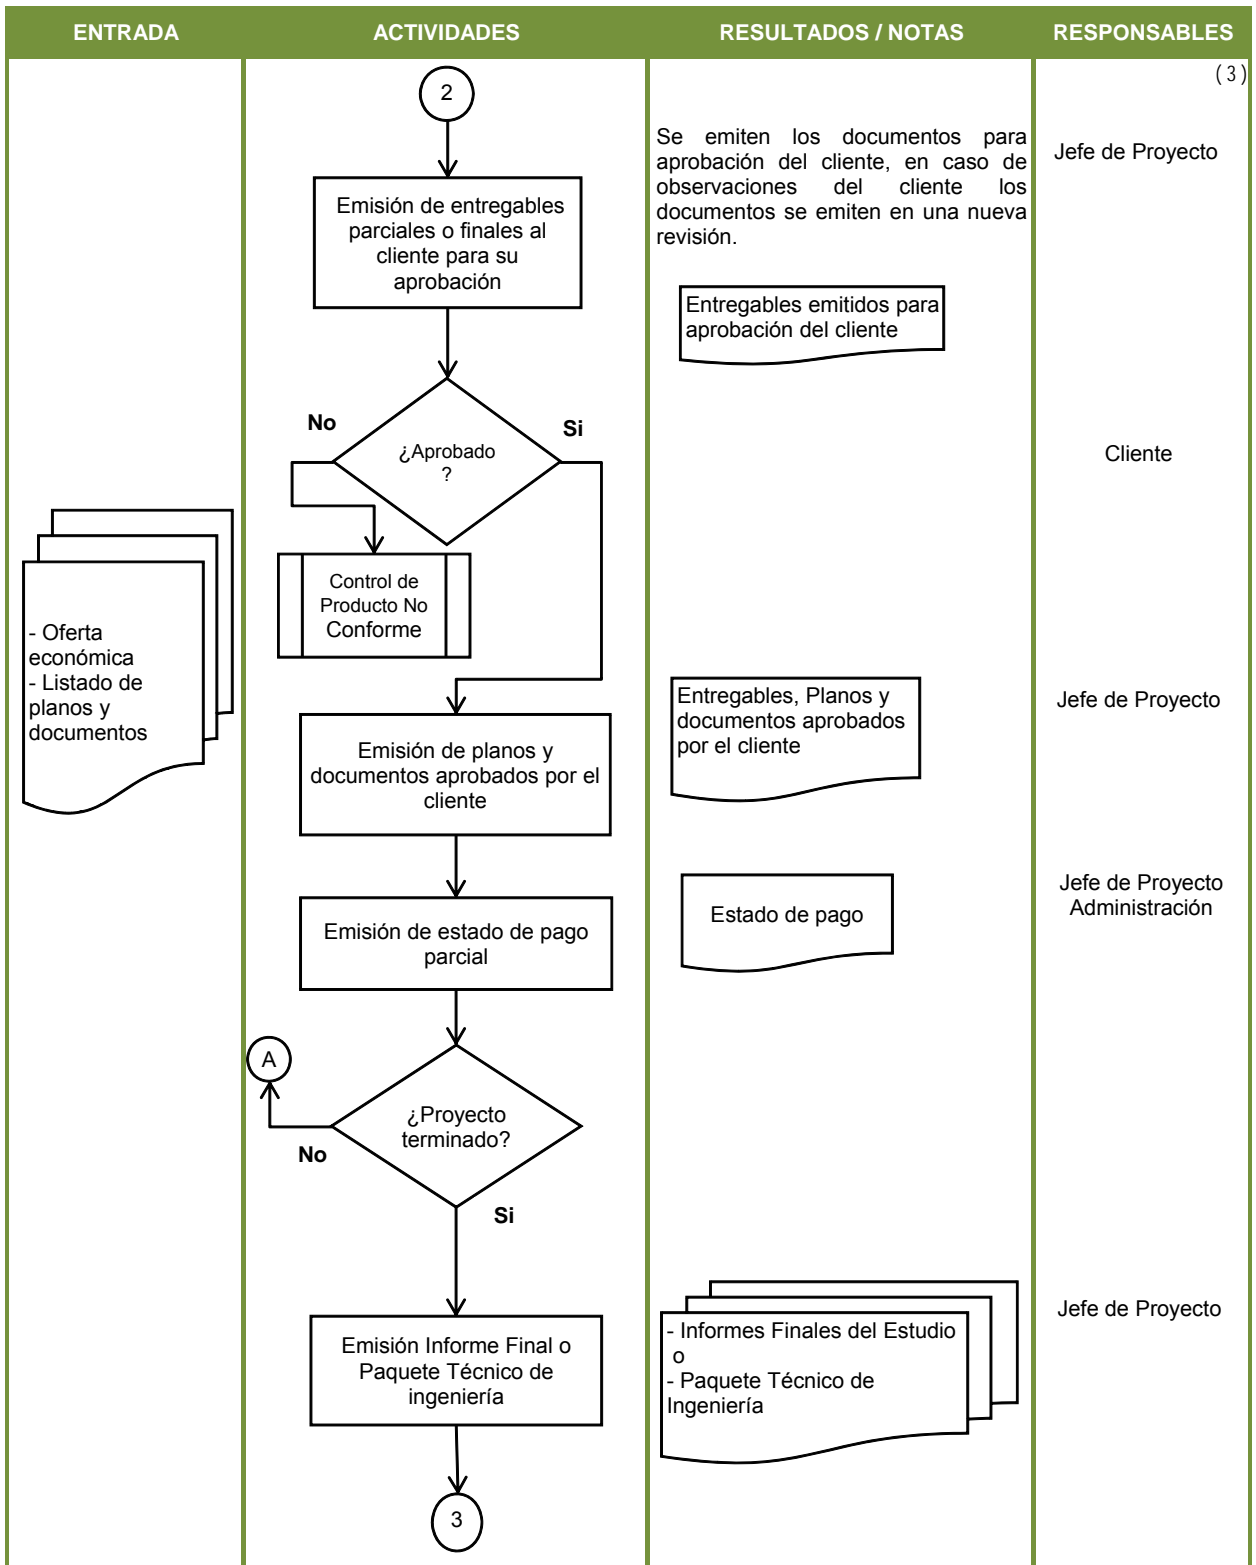 ENTRADA
ACTIVIDADES
RESULTADOS / NOTAS
RESPONSABLES
(3)
2
Se emiten los documentos para
aprobación del cliente, en caso de
observaciones del cliente los
documentos se emiten en una nueva
revisión.
Jefe de Proyecto
Emisión de entregables
parciales o finales al
cliente para su
aprobación
Entregables emitidos para
aprobación del cliente
No
Si
¿Aprobado
?
Cliente
Control de
Producto No
Conforme
- Oferta
económica
- Listado de
planos y
documentos
Entregables, Planos y
documentos aprobados
por el cliente
Jefe de Proyecto
Emisión de planos y
documentos aprobados por el
cliente
Jefe de Proyecto
Administración
Estado de pago
Emisión de estado de pago
parcial
A
¿Proyecto
terminado?
No
Si
Jefe de Proyecto
Emisión Informe Final o
Paquete Técnico de
ingeniería
- Informes Finales del Estudio
o
- Paquete Técnico de
Ingeniería
3